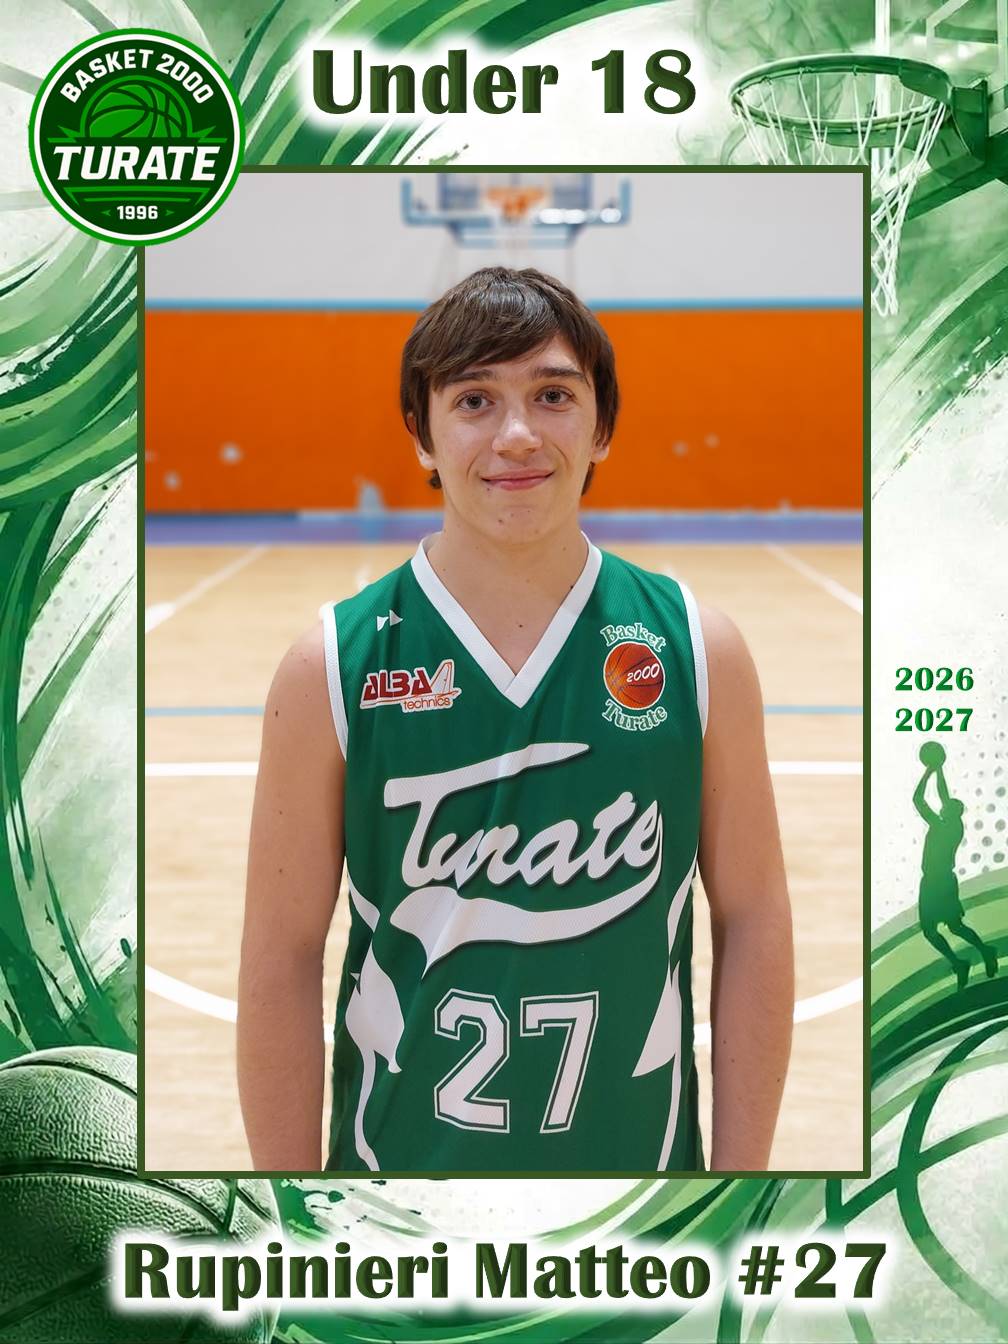 BASKET 2000
TURATE
1996
Under 18
ALBA
technics
Basket
2000
Turate
Turate
27
2026
2027
Rupinieri Matteo #27